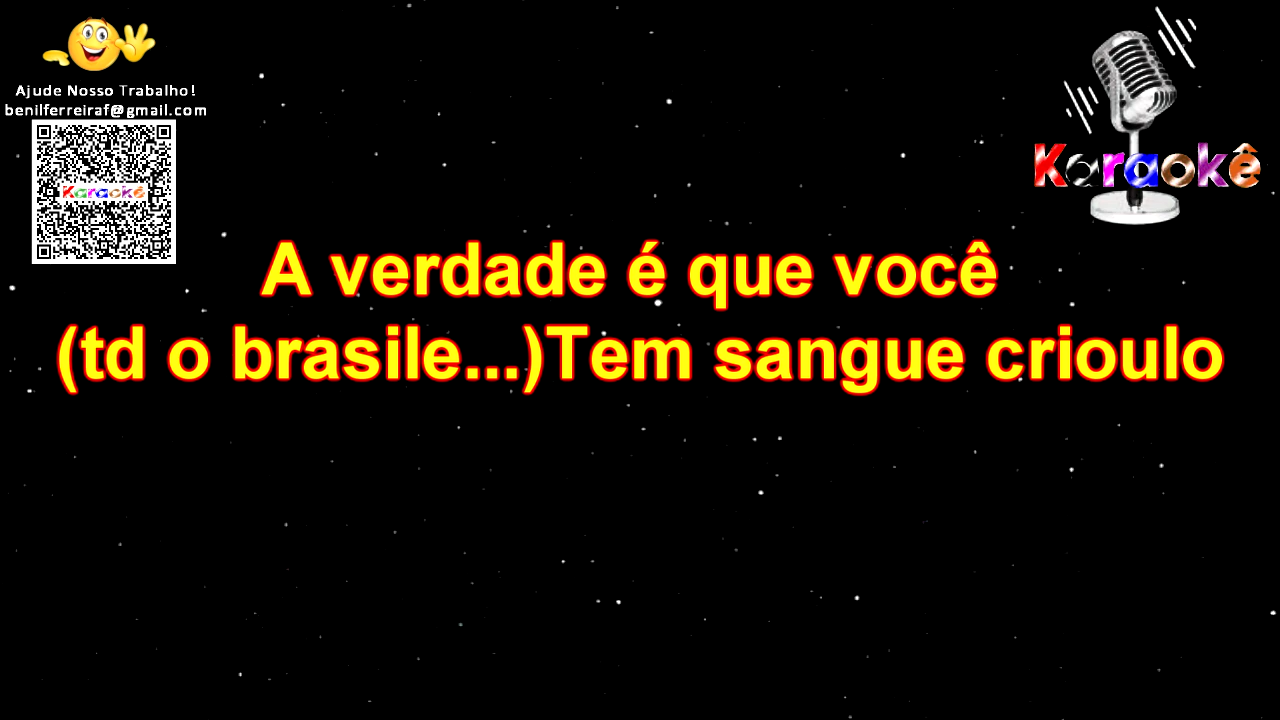 Ajude Nosso Trabalho!
benilferreiraf@gmail.com
Karaokê
Karaokê
A verdade é que você
(td o brasile...)Tem sangue crioulo